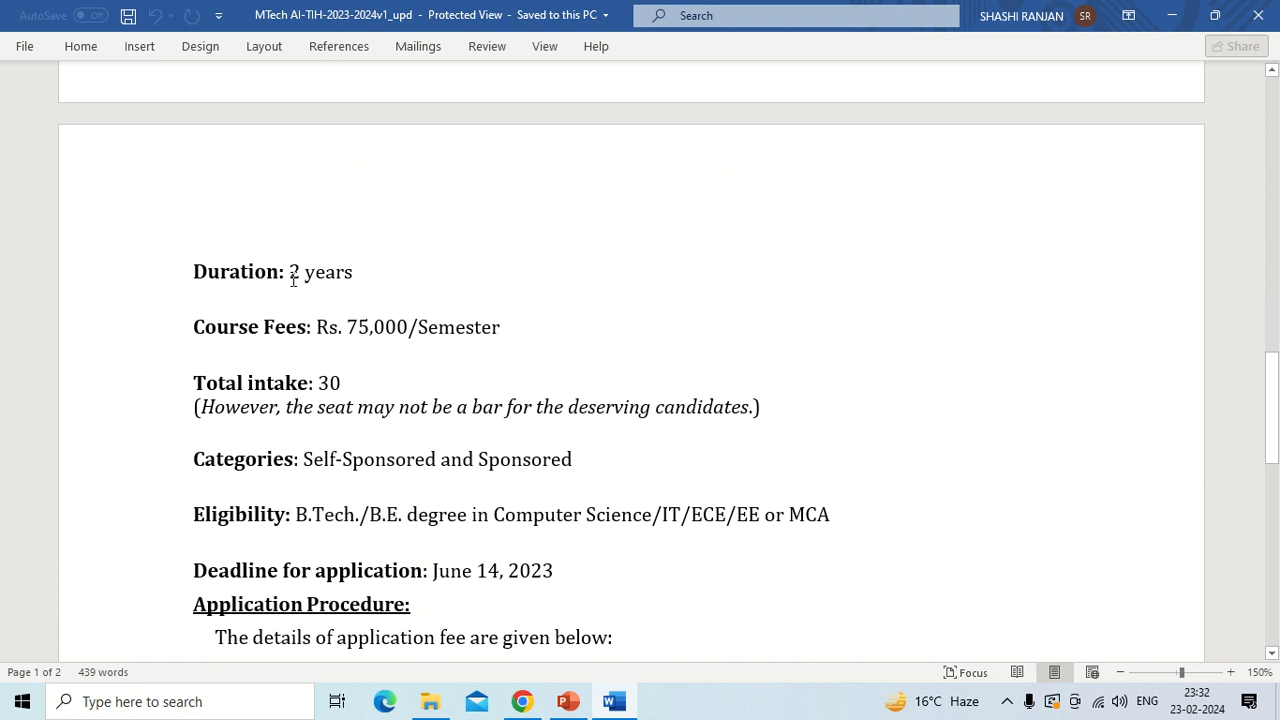 AutoSave Off
MTech AI-TIH-2023-2024v1_upd - Protected View - Saved to this PC
Search
SHASHI RANJAN SR
File Home Insert Design Layout References Mailings Review View Help Share
Duration: 2 years
Course Fees: Rs. 75,000/Semester
Total intake: 30
(However, the seat may not be a bar for the deserving candidates.)
Categories: Self-Sponsored and Sponsored
Eligibility: B.Tech./B.E. degree in Computer Science/IT/ECE/EE or MCA
Deadline for application: June 14, 2023
Application Procedure:
The details of application fee are given below:
Page 1 of 2 439 words Focus 150%
Type here to search 16°C Haze ENG 23:32
23-02-2024